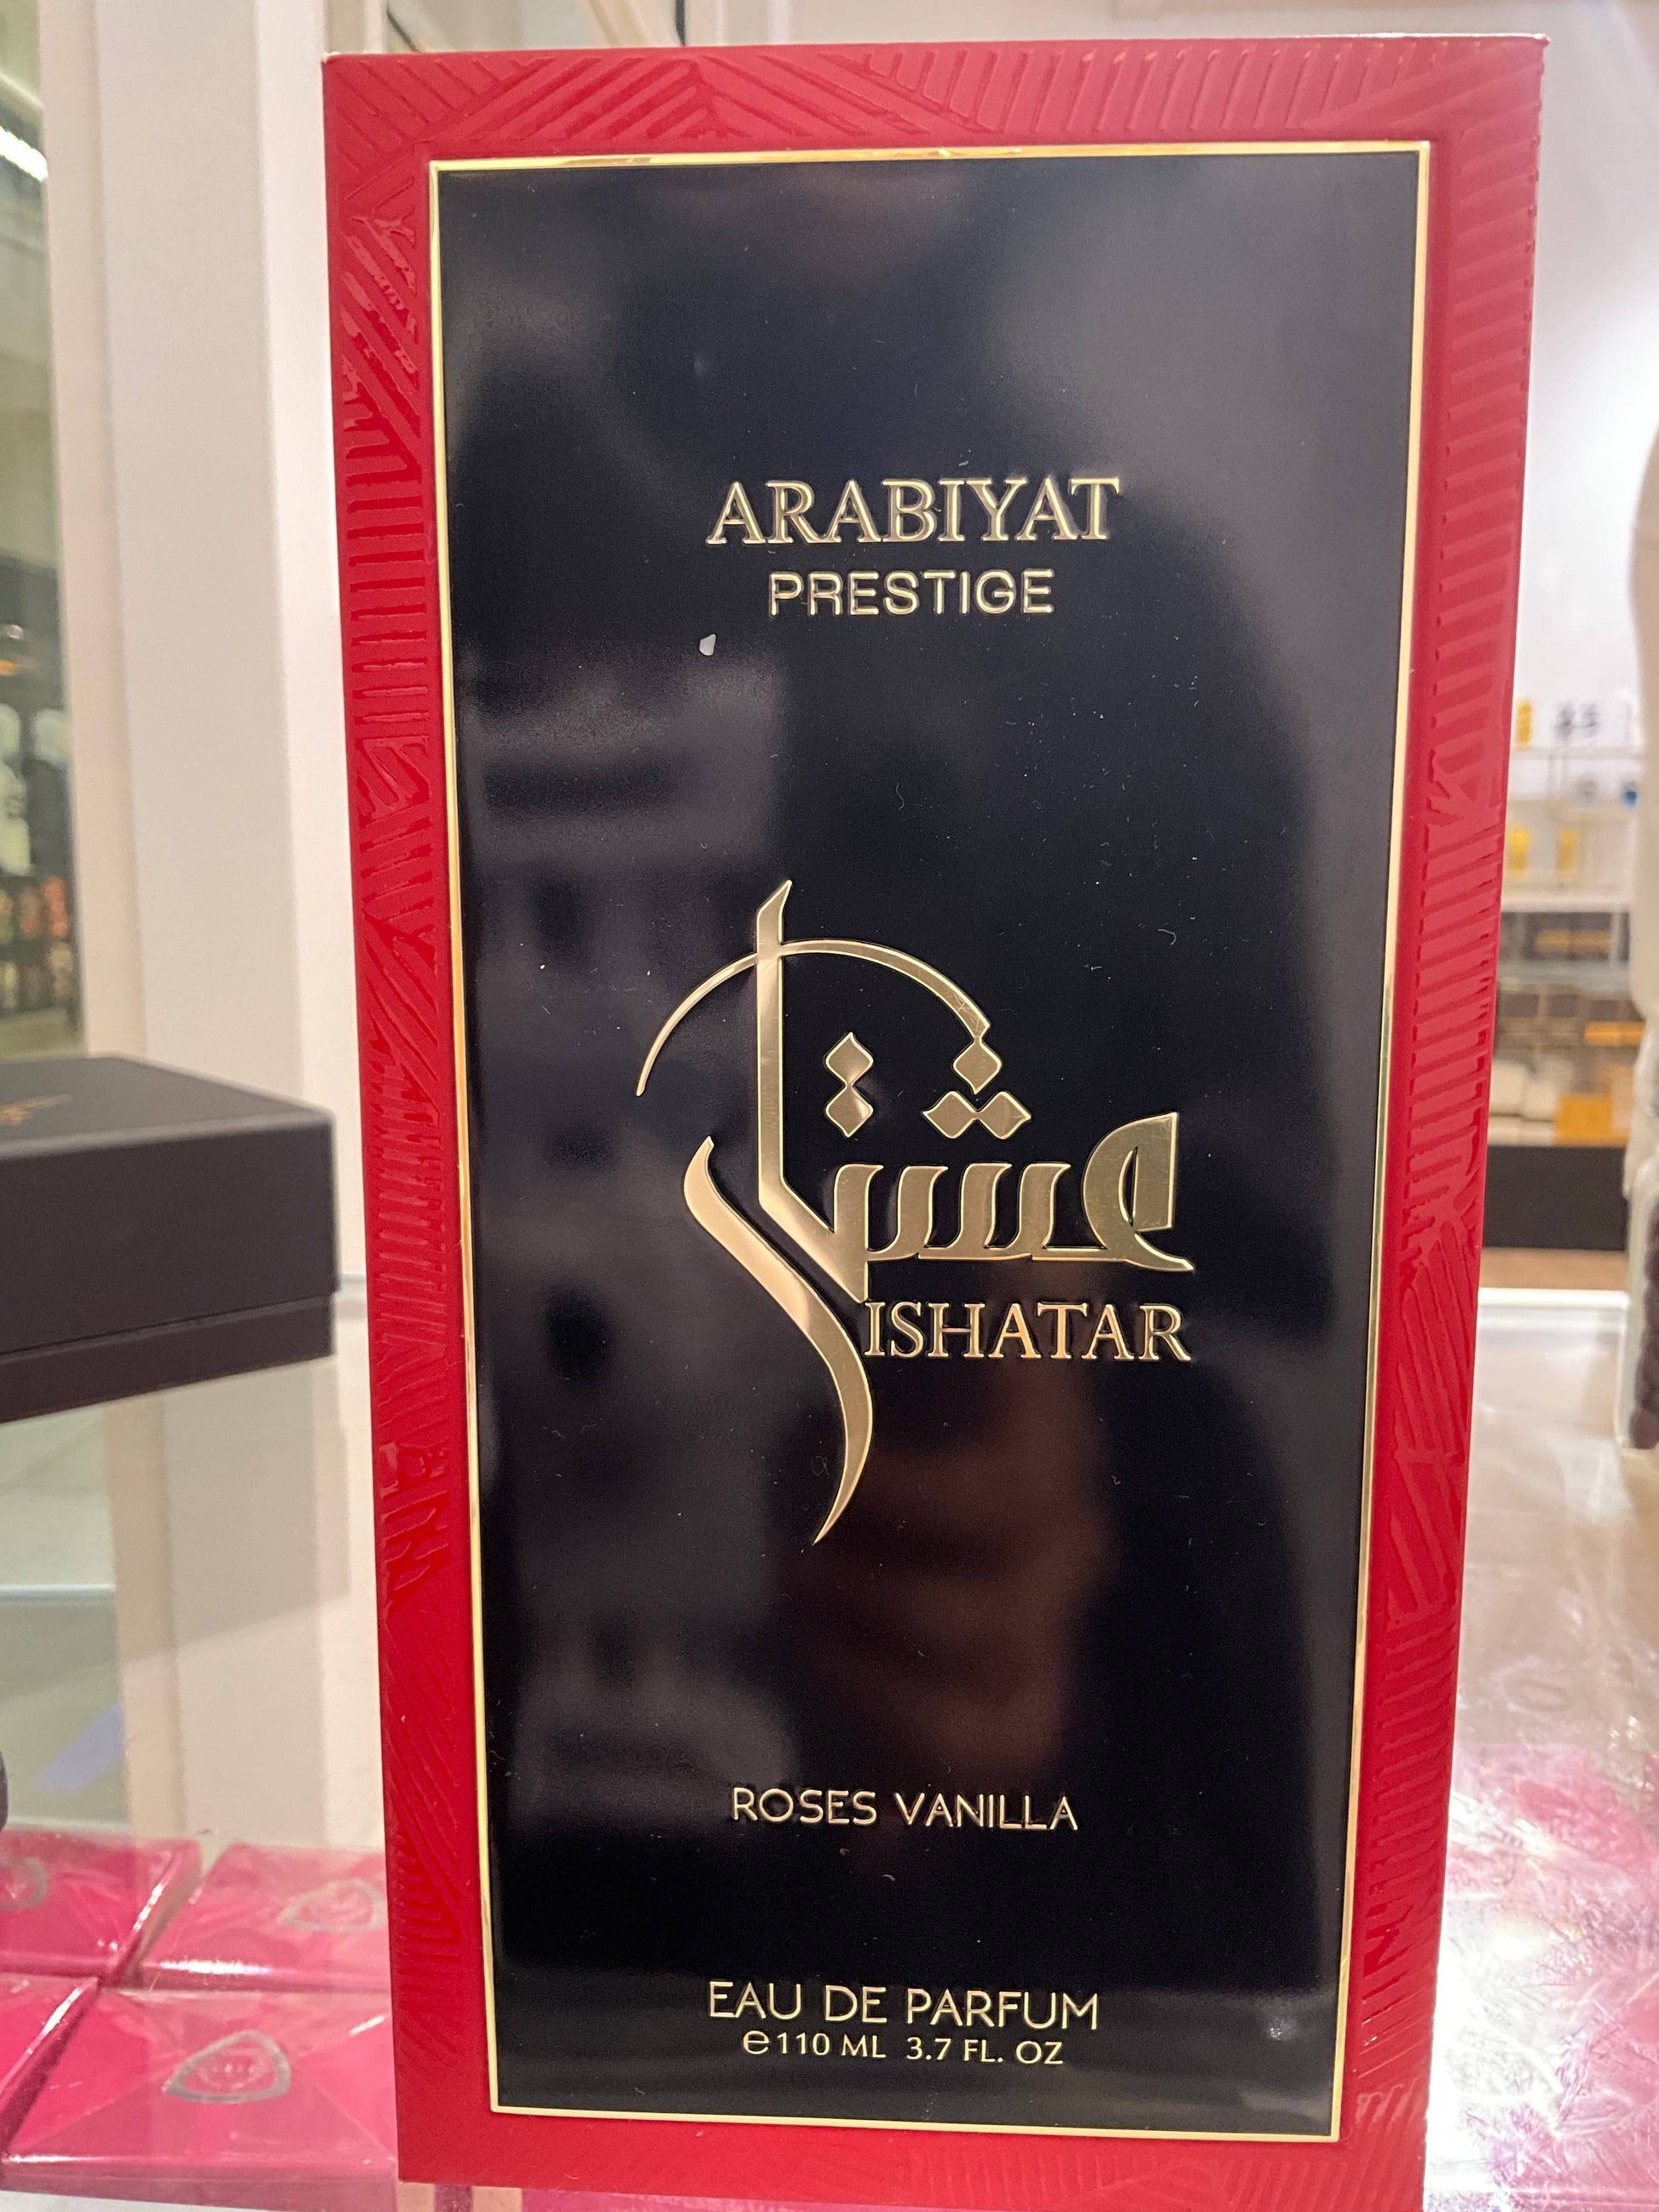 ARABIYAT
PRESTIGE
عشتار
ISHATAR
ROSES VANILLA
EAU DE PARFUM
℮110 ML 3.7 FL. OZ